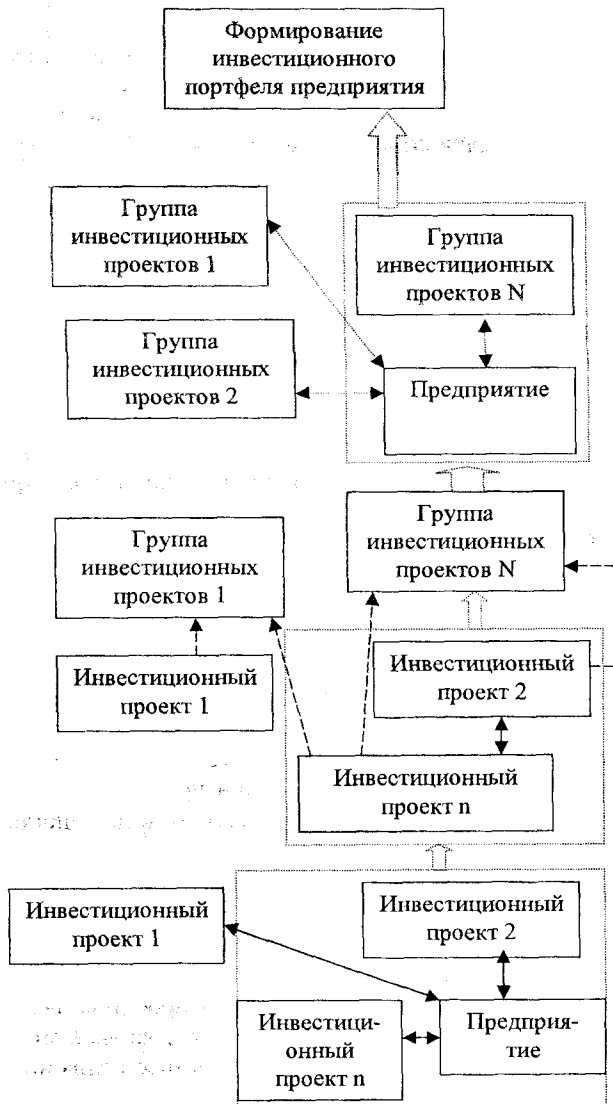 Формирование
инвестиционного
портфеля предприятия
Группа
инвестиционных
проектов 1
Группа
инвестиционных
проектов N
Группа
инвестиционных
проектов 2
Предприятие
Группа
инвестиционных
проектов 1
Группа
инвестиционных
проектов N
Инвестиционный
проект 1
Инвестиционный
проект 2
Инвестиционный
проект n
Инвестиционный
проект 1
Инвестиционный
проект 2
Инвестици-
онный
проект n
Предприя-
тие